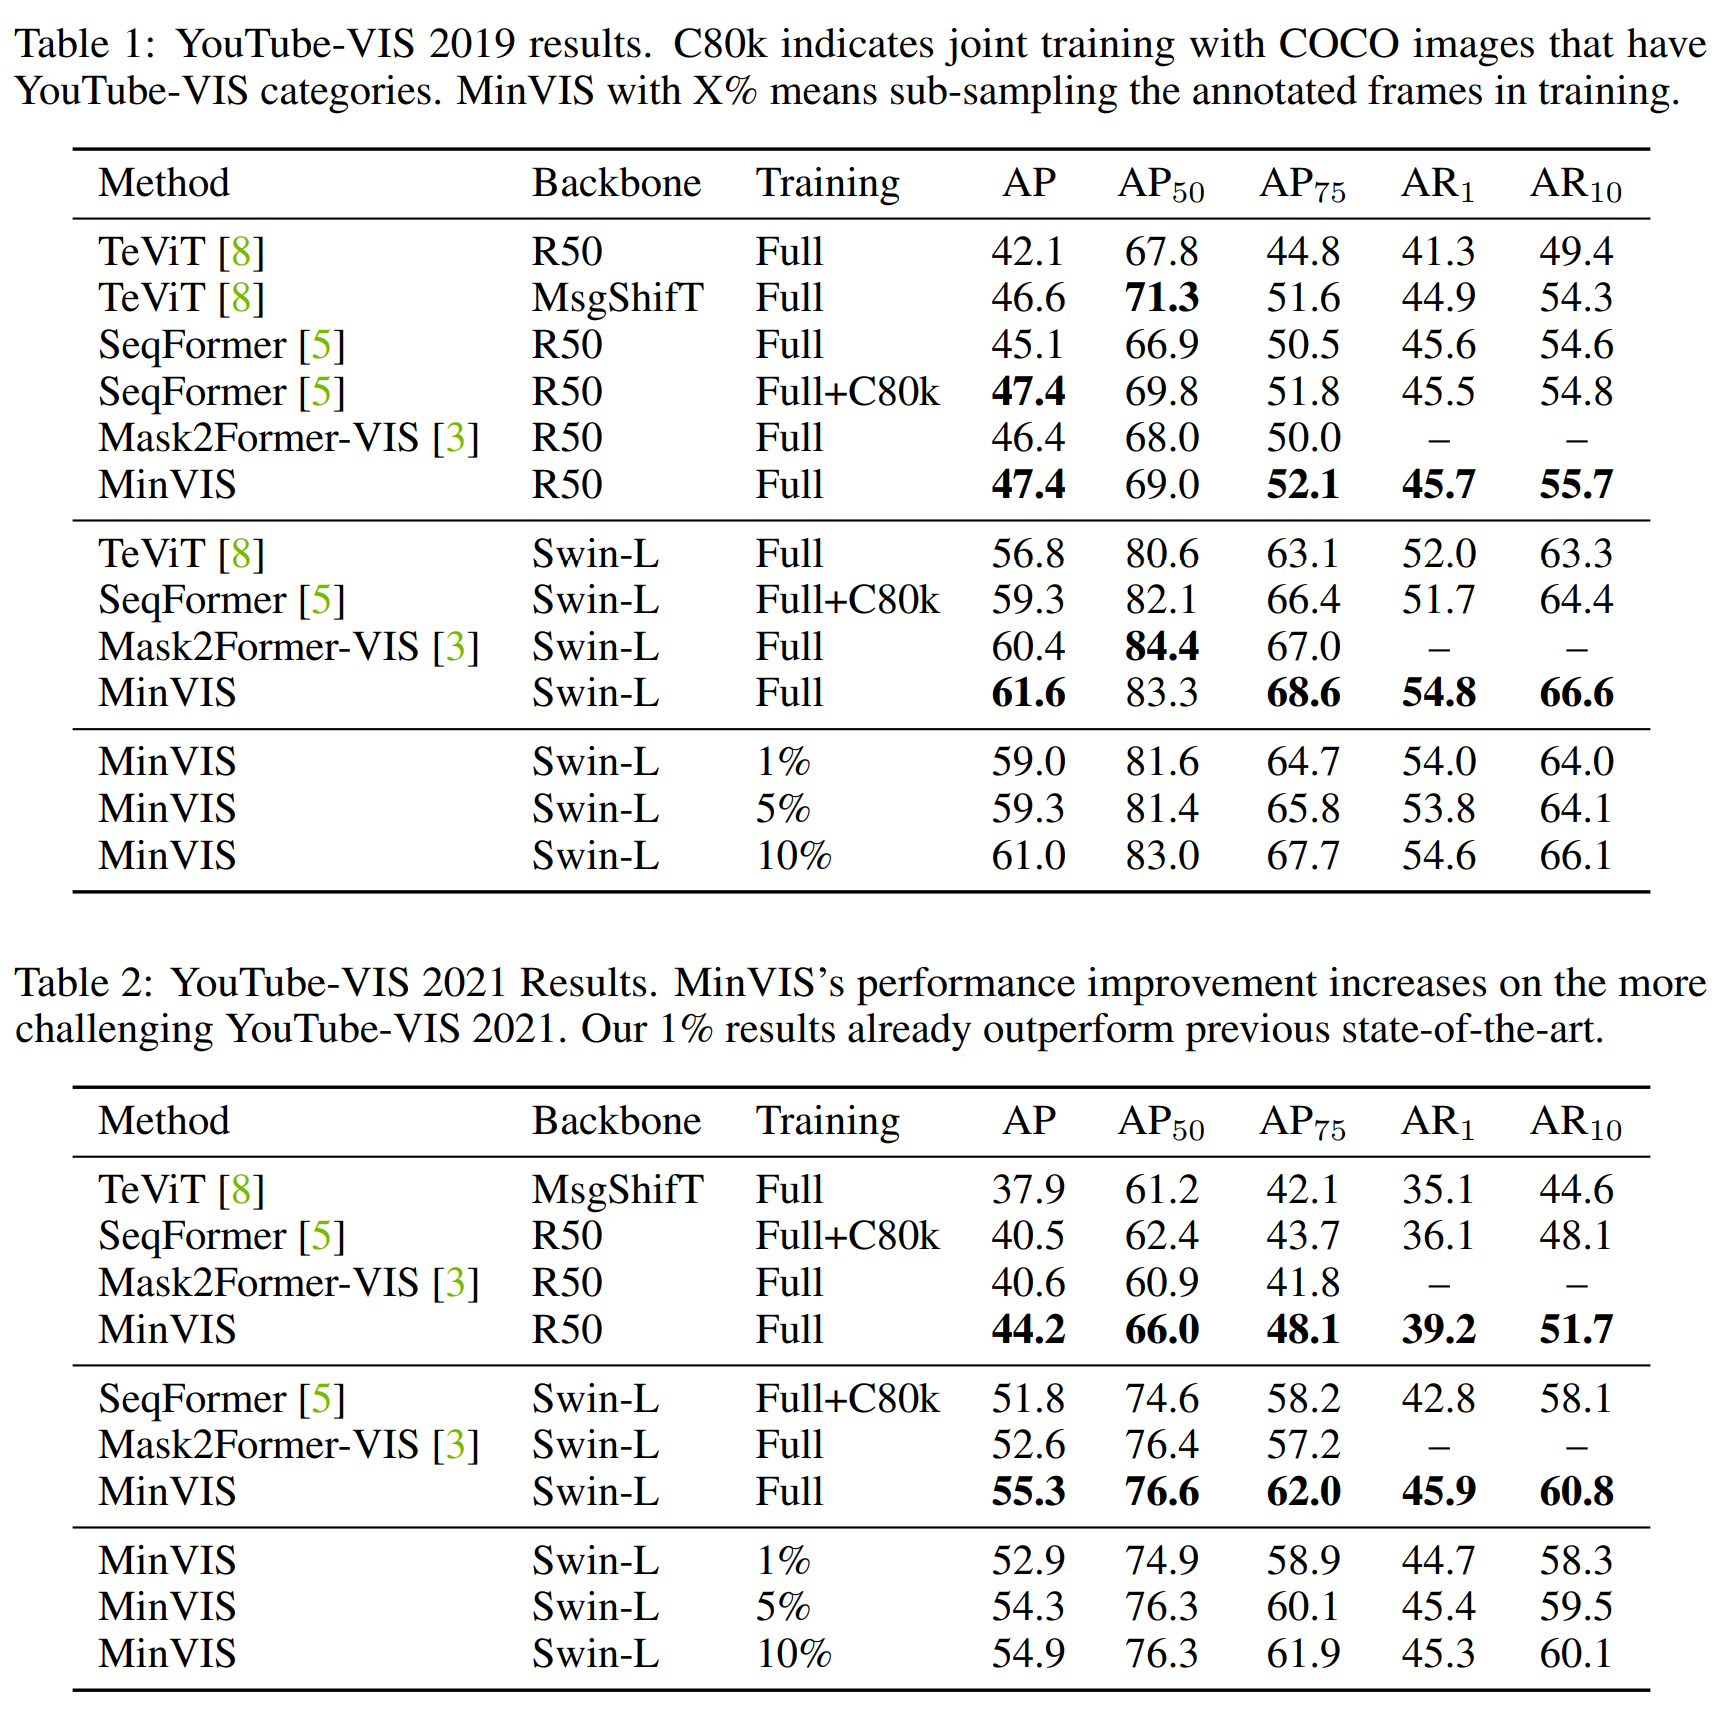 Table 1: YouTube-VIS 2019 results. C80k indicates joint training with COCO images that have
YouTube-VIS categories. MinVIS with X% means sub-sampling the annotated frames in training.
Method Backbone Training AP AP50 AP75 AR1 AR10
TeViT [8] R50 Full 42.1 67.8 44.8 41.3 49.4
TeViT [8] MsgShifT Full 46.6 71.3 51.6 44.9 54.3
SeqFormer [5] R50 Full 45.1 66.9 50.5 45.6 54.6
SeqFormer [5] R50 Full+C80k 47.4 69.8 51.8 45.5 54.8
Mask2Former-VIS [3] R50 Full 46.4 68.0 50.0 – –
MinVIS R50 Full 47.4 69.0 52.1 45.7 55.7
TeViT [8] Swin-L Full 56.8 80.6 63.1 52.0 63.3
SeqFormer [5] Swin-L Full+C80k 59.3 82.1 66.4 51.7 64.4
Mask2Former-VIS [3] Swin-L Full 60.4 84.4 67.0 – –
MinVIS Swin-L Full 61.6 83.3 68.6 54.8 66.6
MinVIS Swin-L 1% 59.0 81.6 64.7 54.0 64.0
MinVIS Swin-L 5% 59.3 81.4 65.8 53.8 64.1
MinVIS Swin-L 10% 61.0 83.0 67.7 54.6 66.1
Table 2: YouTube-VIS 2021 Results. MinVIS's performance improvement increases on the more
challenging YouTube-VIS 2021. Our 1% results already outperform previous state-of-the-art.
Method Backbone Training AP AP50 AP75 AR1 AR10
TeViT [8] MsgShifT Full 37.9 61.2 42.1 35.1 44.6
SeqFormer [5] R50 Full+C80k 40.5 62.4 43.7 36.1 48.1
Mask2Former-VIS [3] R50 Full 40.6 60.9 41.8 – –
MinVIS R50 Full 44.2 66.0 48.1 39.2 51.7
SeqFormer [5] Swin-L Full+C80k 51.8 74.6 58.2 42.8 58.1
Mask2Former-VIS [3] Swin-L Full 52.6 76.4 57.2 – –
MinVIS Swin-L Full 55.3 76.6 62.0 45.9 60.8
MinVIS Swin-L 1% 52.9 74.9 58.9 44.7 58.3
MinVIS Swin-L 5% 54.3 76.3 60.1 45.4 59.5
MinVIS Swin-L 10% 54.9 76.3 61.9 45.3 60.1